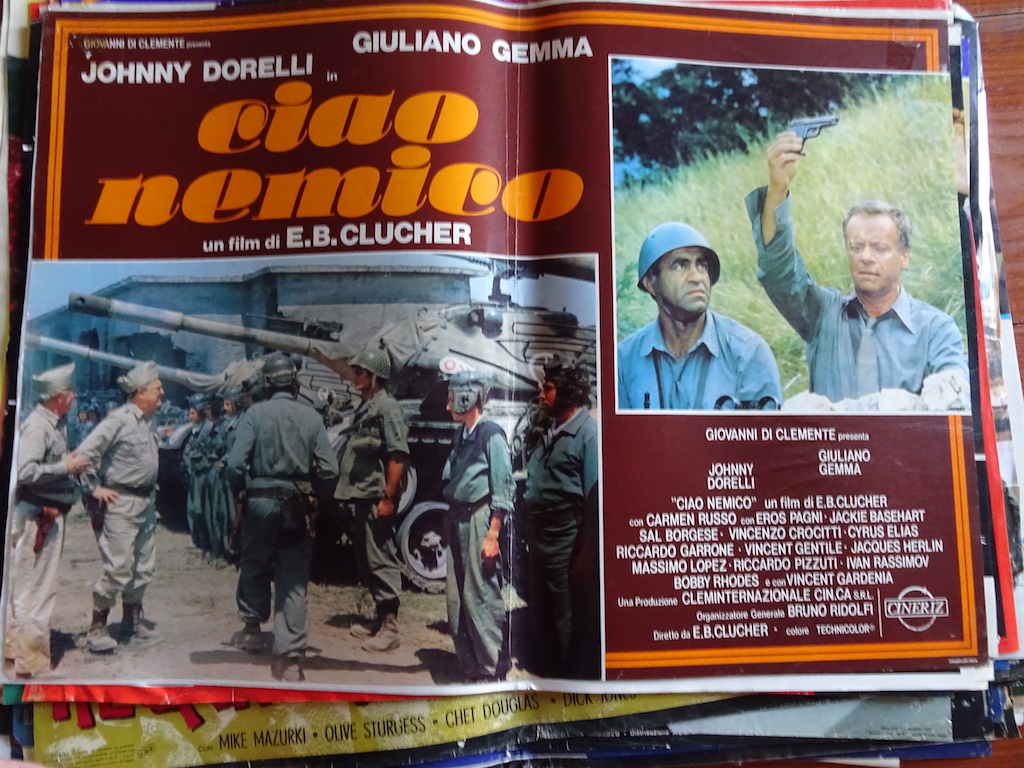 GIOVANNI DI CLEMENTE presenta
GIULIANO GEMMA
JOHNNY DORELLI in
ciao
nemico
un film di E.B.CLUCHER
GIOVANNI DI CLEMENTE presenta
JOHNNY DORELLI
GIULIANO GEMMA
"CIAO NEMICO" un film di E.B.CLUCHER
con CARMEN RUSSO con EROS PAGNI · JACKIE BASEHART
SAL BORGESE · VINCENZO CROCITTI · CYRUS ELIAS
RICCARDO GARRONE · VINCENT GENTILE · JACQUES HERLIN
MASSIMO LOPEZ · RICCARDO PIZZUTI · IVAN RASSIMOV
BOBBY RHODES e con VINCENT GARDENIA
Una Produzione CLEMINTERNAZIONALE CIN.CA S.R.L.
Organizzatore Generale BRUNO RIDOLFI
Diretto da E.B.CLUCHER · colore TECHNICOLOR®
CINERIZ
CON MIKE MAZURKI · OLIVE STURGESS · CHET DOUGLAS · DICK JONES